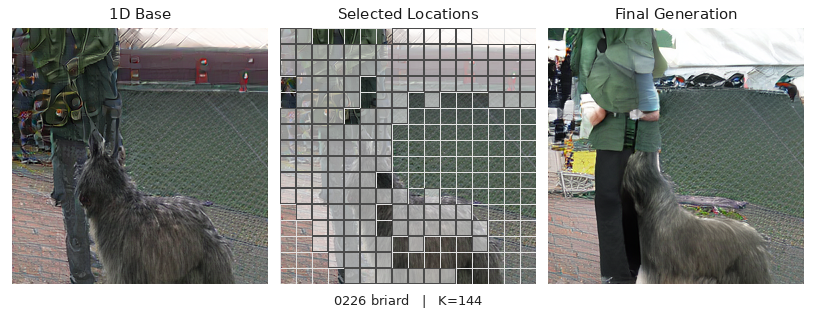 1D Base
Selected Locations
Final Generation
0226 briard | K=144